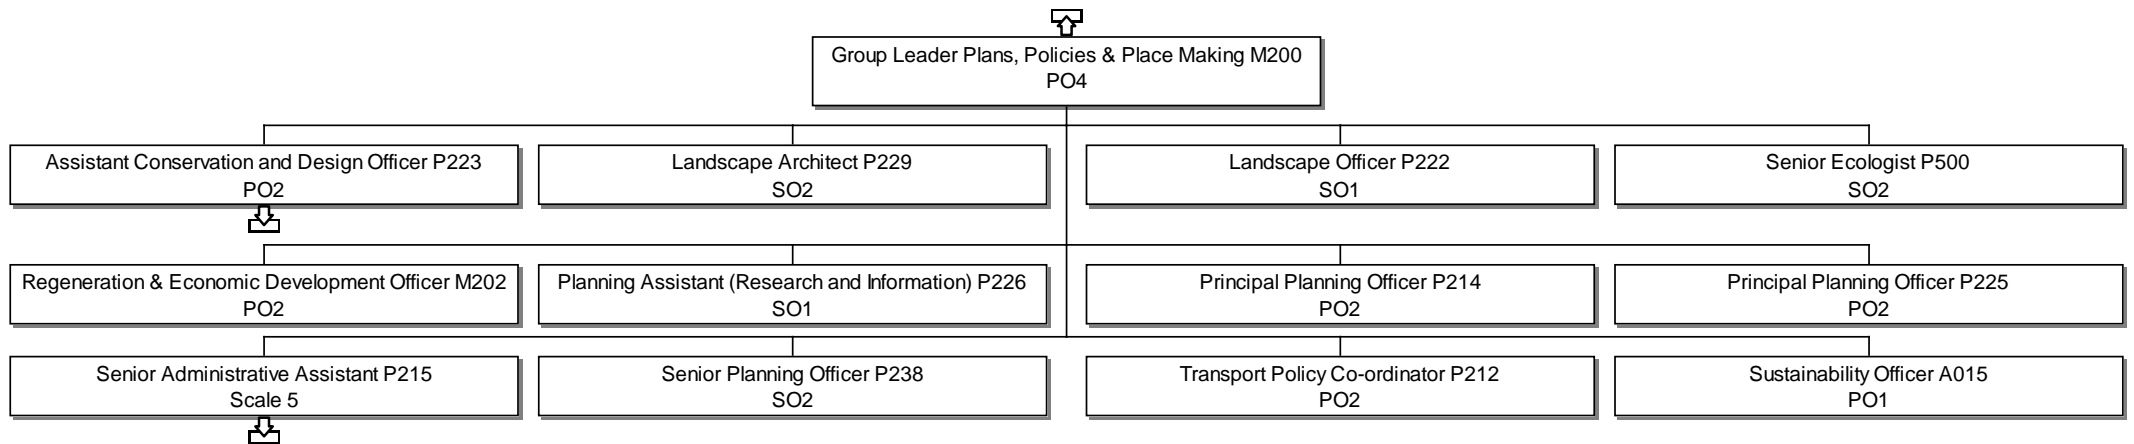 Group Leader Plans, Policies & Place Making M200
PO4
Assistant Conservation and Design Officer P223
PO2
Landscape Architect P229
SO2
Landscape Officer P222
SO1
Senior Ecologist P500
SO2
Regeneration & Economic Development Officer M202
PO2
Planning Assistant (Research and Information) P226
SO1
Principal Planning Officer P214
PO2
Principal Planning Officer P225
PO2
Senior Administrative Assistant P215
Scale 5
Senior Planning Officer P238
SO2
Transport Policy Co-ordinator P212
PO2
Sustainability Officer A015
PO1